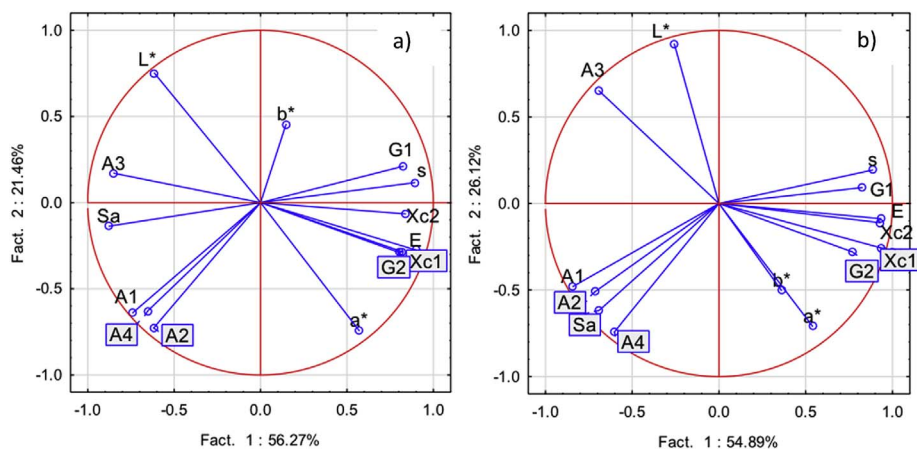 a)
1.0
0.5
0.0
-0.5
-1.0
Fact. 2 : 21.46%
L*
b*
A3
G1
s
Sa
Xc2
E
Xc1
G2
A1
A4
A2
a*
-1.0 -0.5 0.0 0.5 1.0
Fact. 1 : 56.27%
b)
1.0
0.5
0.0
-0.5
-1.0
Fact. 2 : 26.12%
L*
A3
s
G1
E
Xc2
Xc1
G2
A1
A2
b*
Sa
a*
A4
-1.0 -0.5 0.0 0.5 1.0
Fact. 1 : 54.89%